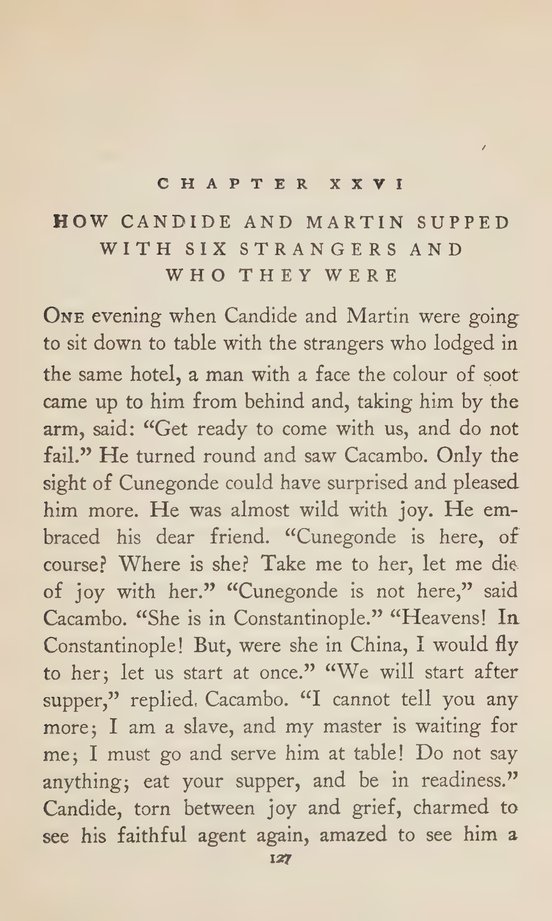 CHAPTER XXVI
HOW CANDIDE AND MARTIN SUPPED
WITH SIX STRANGERS AND
WHO THEY WERE
ONE evening when Candide and Martin were going
to sit down to table with the strangers who lodged in
the same hotel, a man with a face the colour of soot
came up to him from behind and, taking him by the
arm, said: “Get ready to come with us, and do not
fail.” He turned round and saw Cacambo. Only the
sight of Cunegonde could have surprised and pleased
him more. He was almost wild with joy. He em-
braced his dear friend. “Cunegonde is here, of
course? Where is she? Take me to her, let me die
of joy with her.” “Cunegonde is not here,” said
Cacambo. “She is in Constantinople.” “Heavens! In
Constantinople! But, were she in China, I would fly
to her; let us start at once.” “We will start after
supper,” replied Cacambo. “I cannot tell you any
more; I am a slave, and my master is waiting for
me; I must go and serve him at table! Do not say
anything; eat your supper, and be in readiness.”
Candide, torn between joy and grief, charmed to
see his faithful agent again, amazed to see him a
127